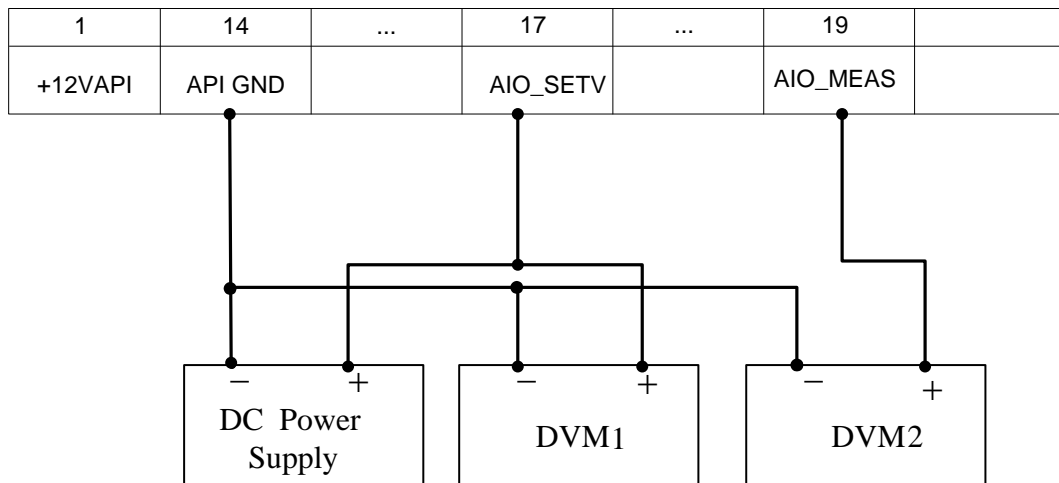 1 14 ... 17 ... 19
+12VAPI API GND AIO_SETV AIO_MEAS
− + − + − +
DC Power
Supply
DVM1
DVM2